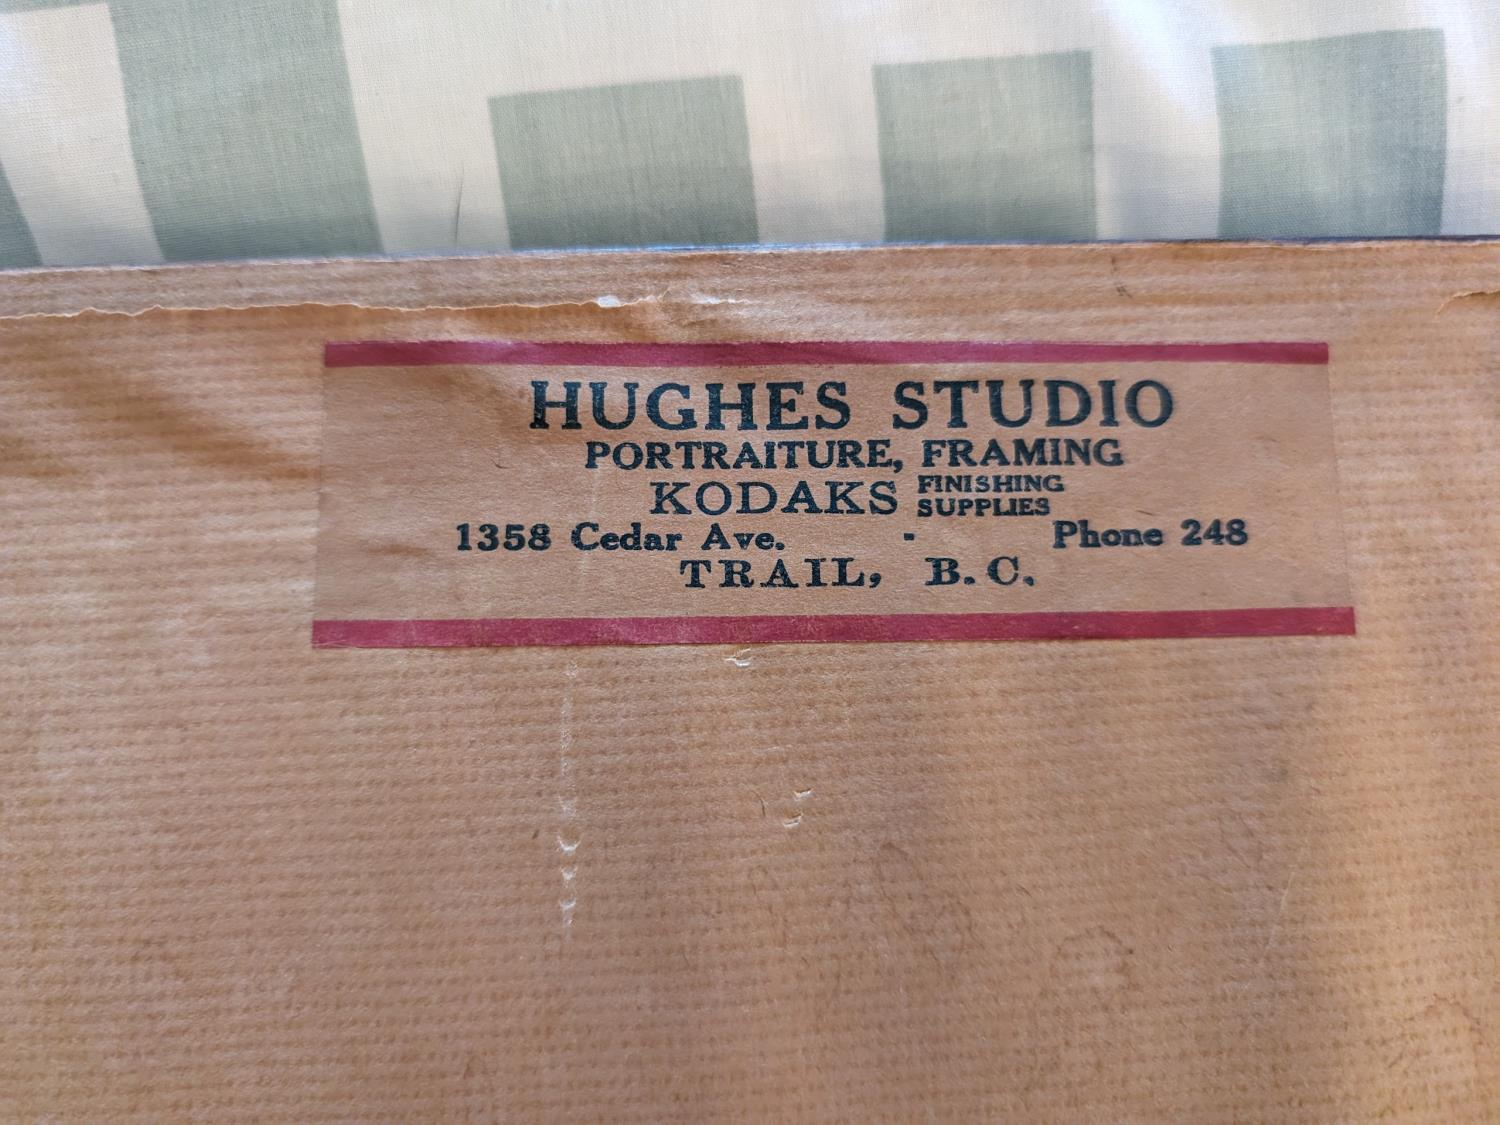 HUGHES STUDIO
PORTRAITURE, FRAMING
KODAKS FINISHING
SUPPLIES
1358 Cedar Ave. - Phone 248
TRAIL, B.C.